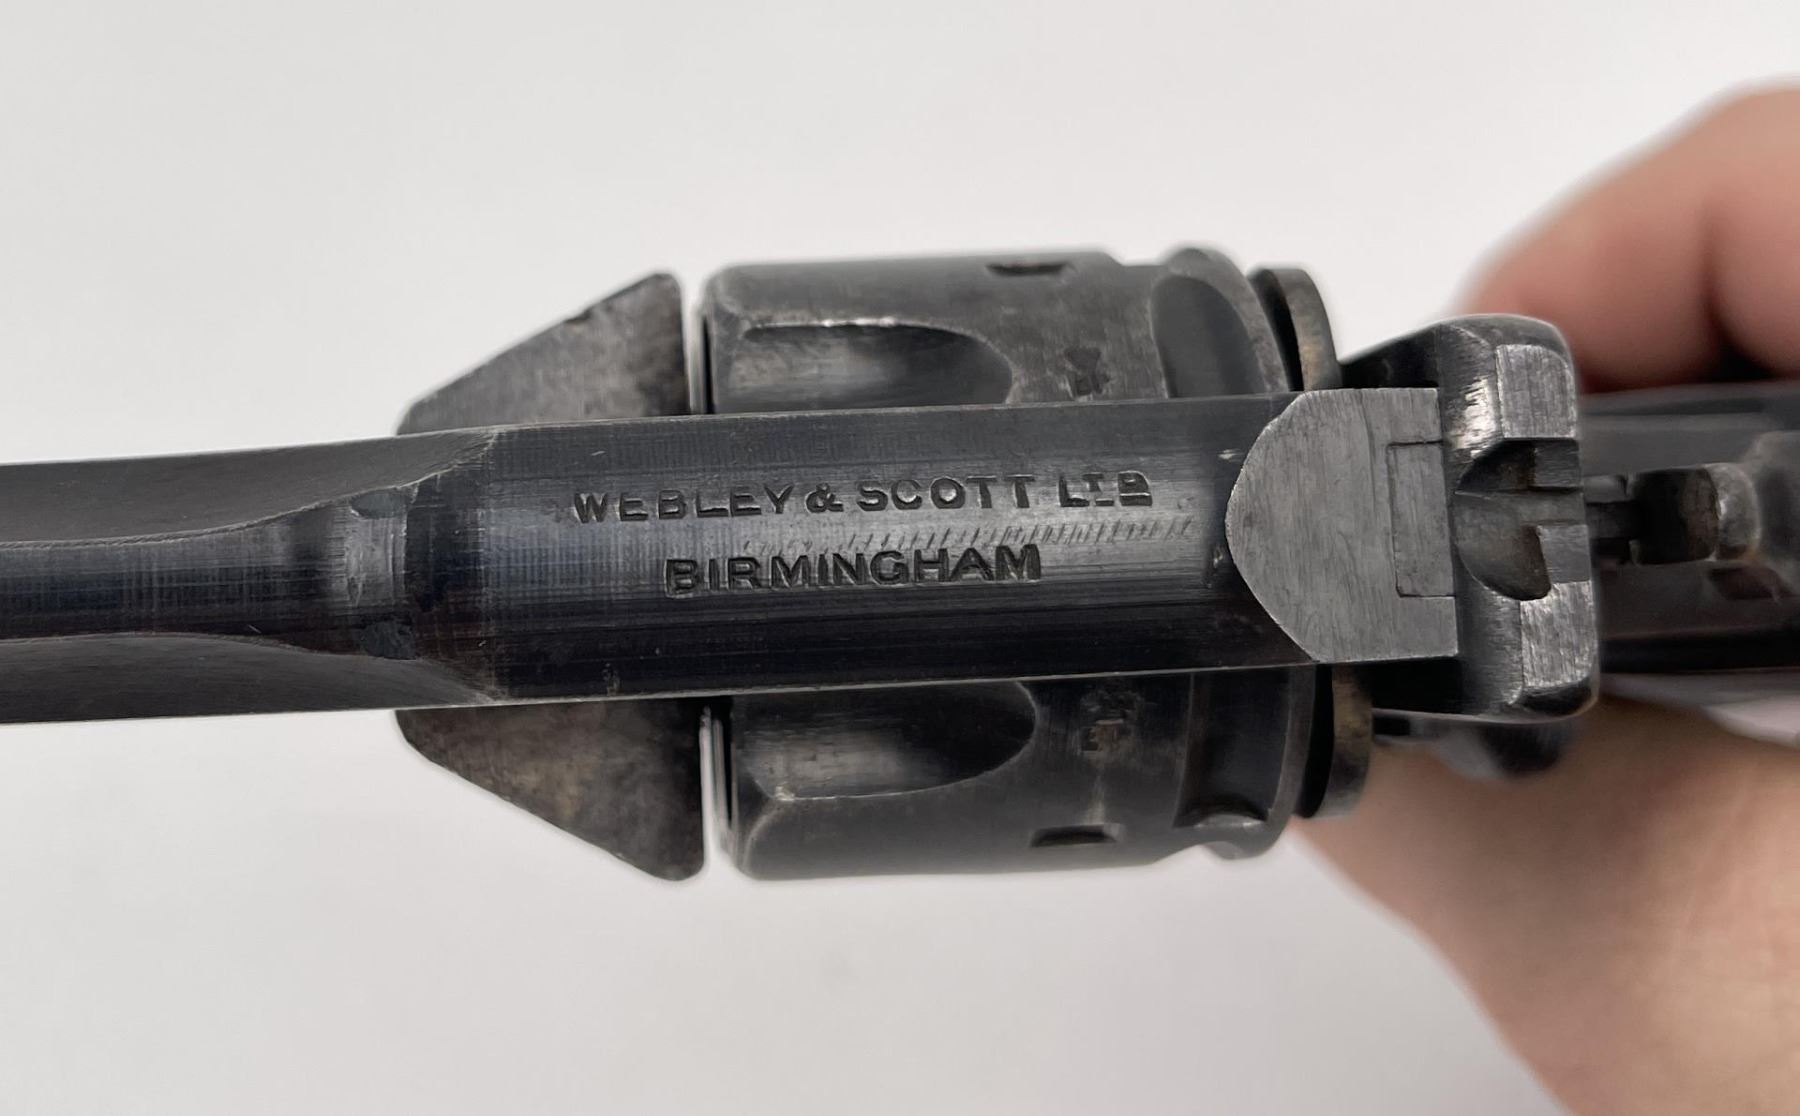 WEBLEY & SCOTT LTD
BIRMINGHAM